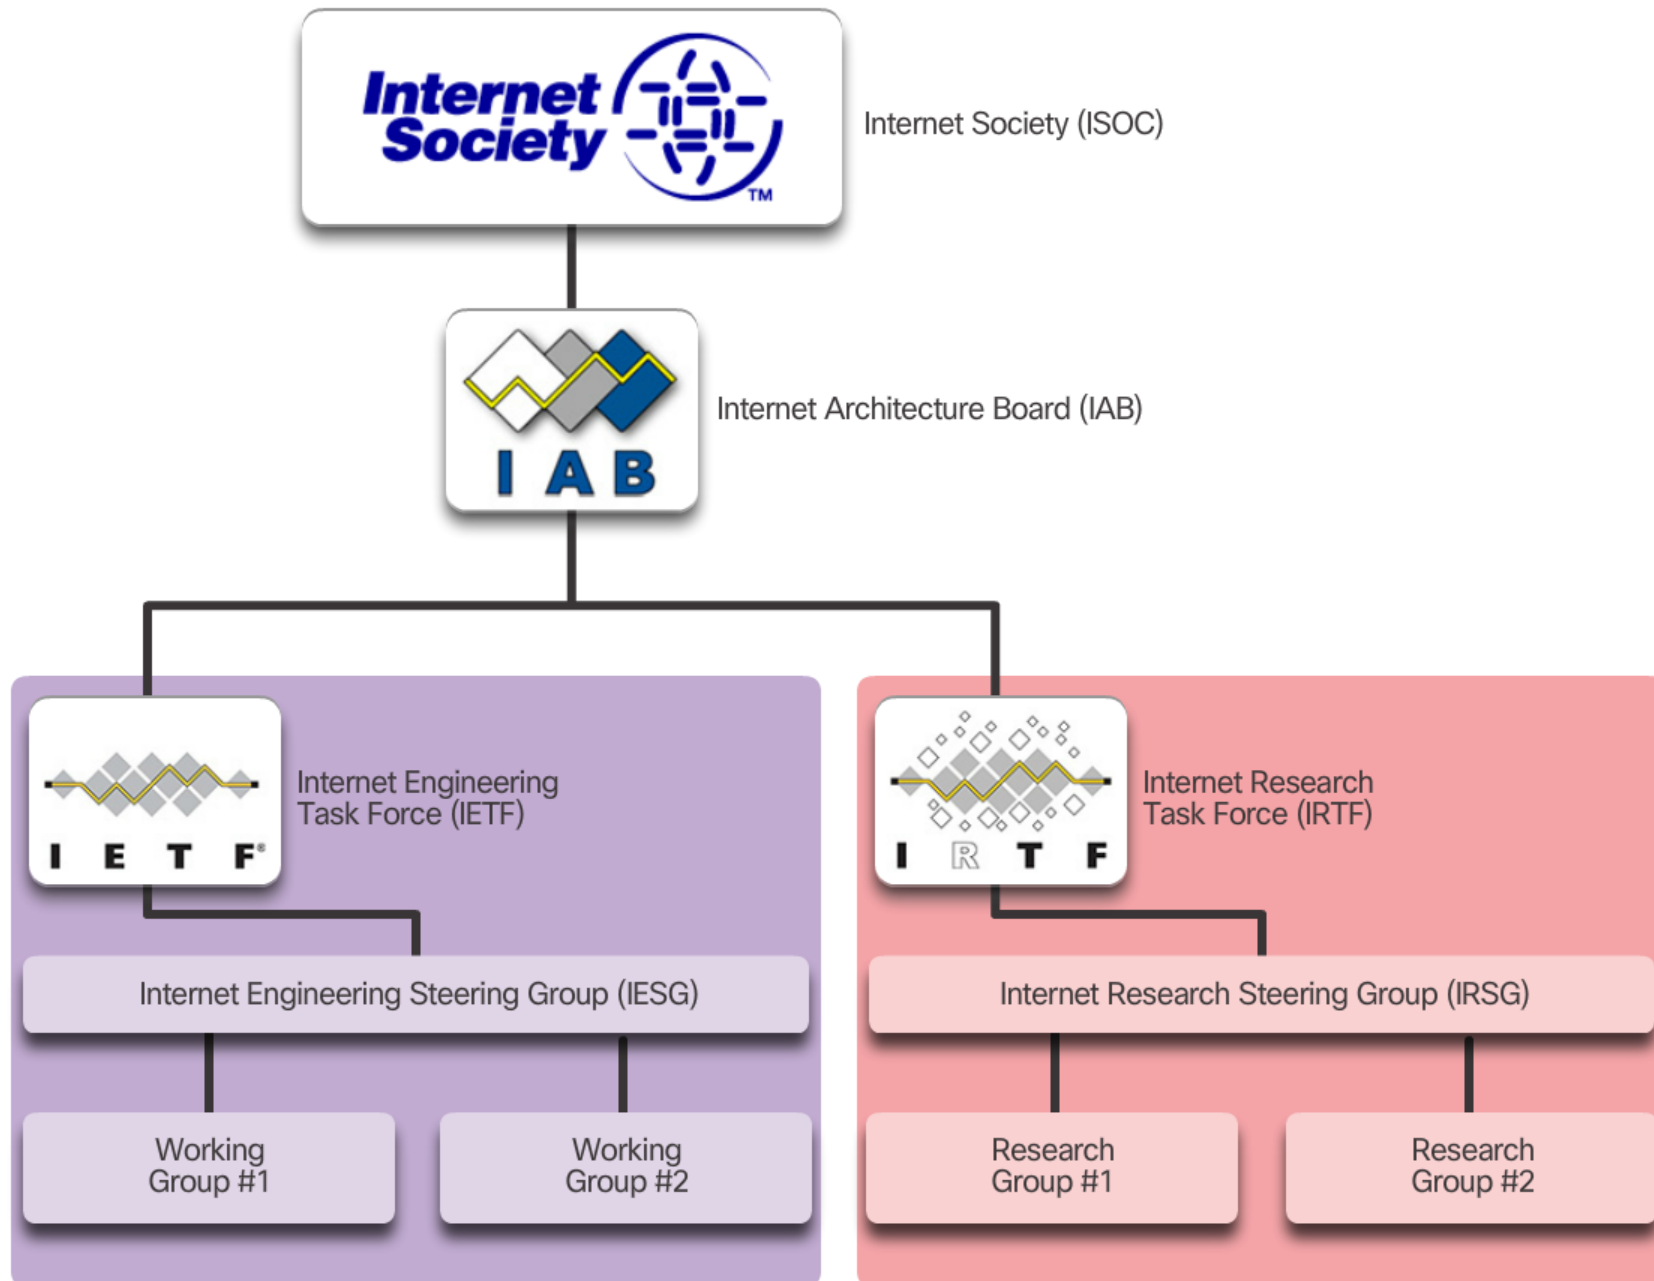 Internet
Society
TM
Internet Society (ISOC)
I A B
Internet Architecture Board (IAB)
I E T F®
Internet Engineering
Task Force (IETF)
I R T F
Internet Research
Task Force (IRTF)
Internet Engineering Steering Group (IESG)
Internet Research Steering Group (IRSG)
Working
Group #1
Working
Group #2
Research
Group #1
Research
Group #2